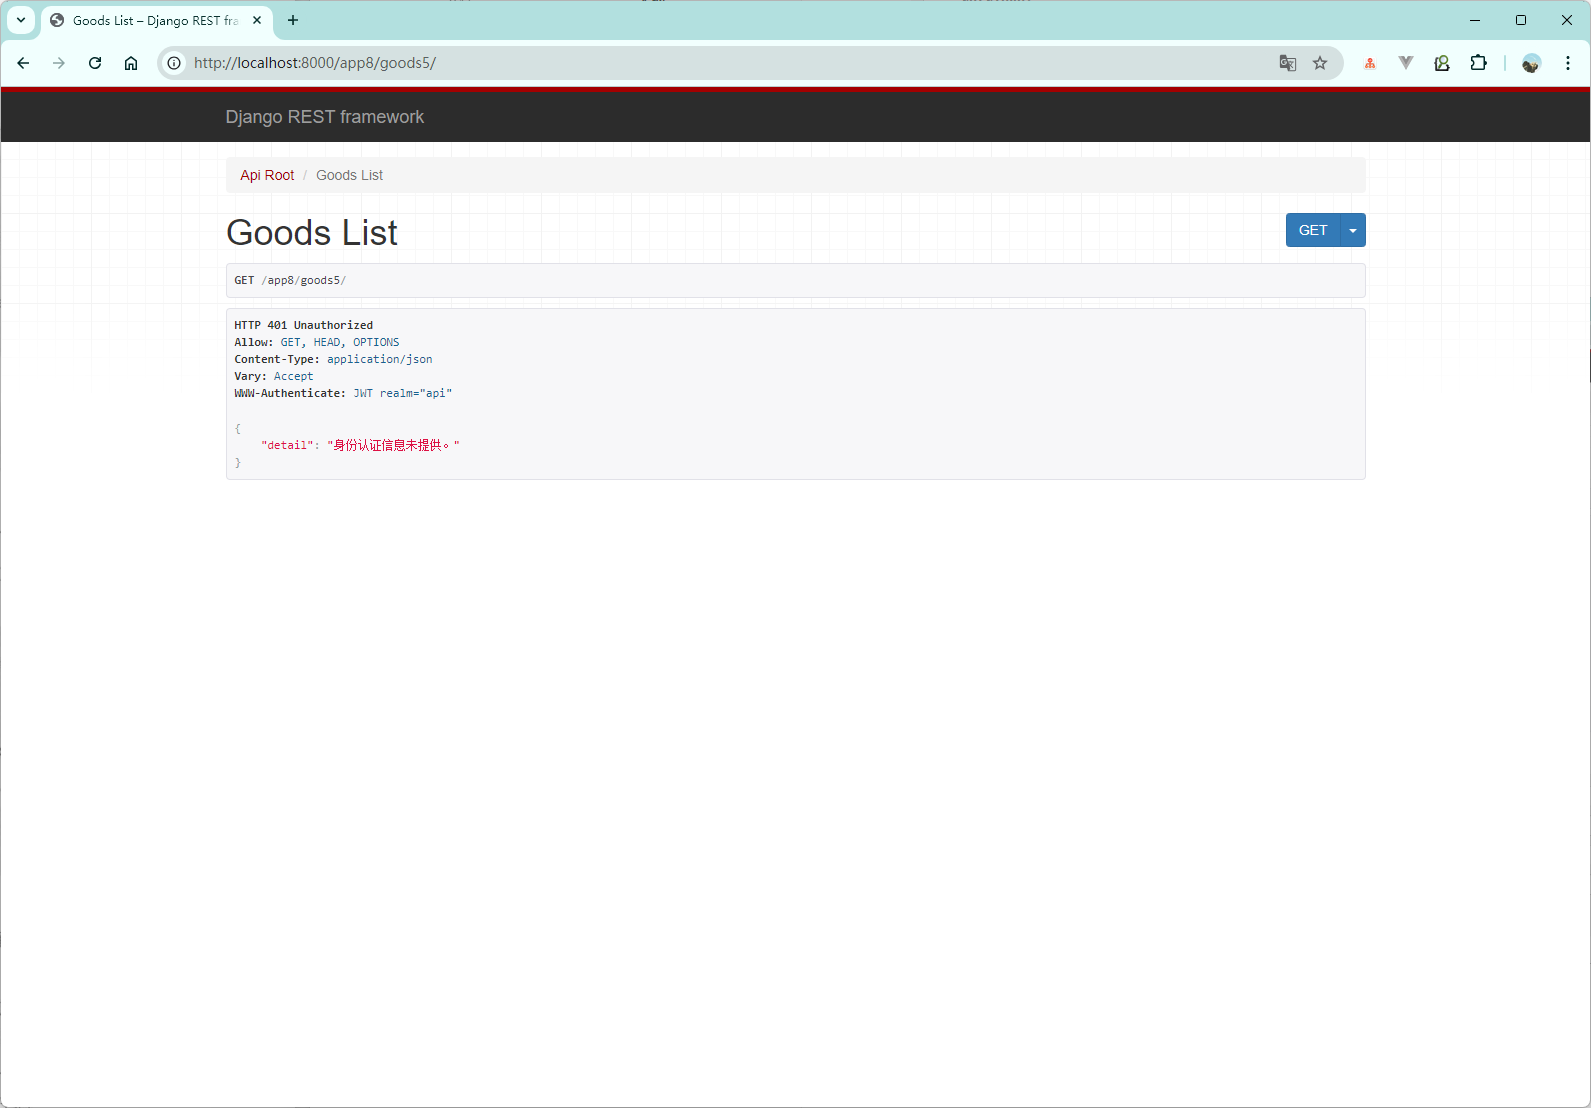 Goods List – Django REST fra
http://localhost:8000/app8/goods5/
Django REST framework
Api Root / Goods List
Goods List
GET
GET /app8/goods5/
HTTP 401 Unauthorized
Allow: GET, HEAD, OPTIONS
Content-Type: application/json
Vary: Accept
WWW-Authenticate: JWT realm="api"
{
"detail": "身份认证信息未提供。"
}